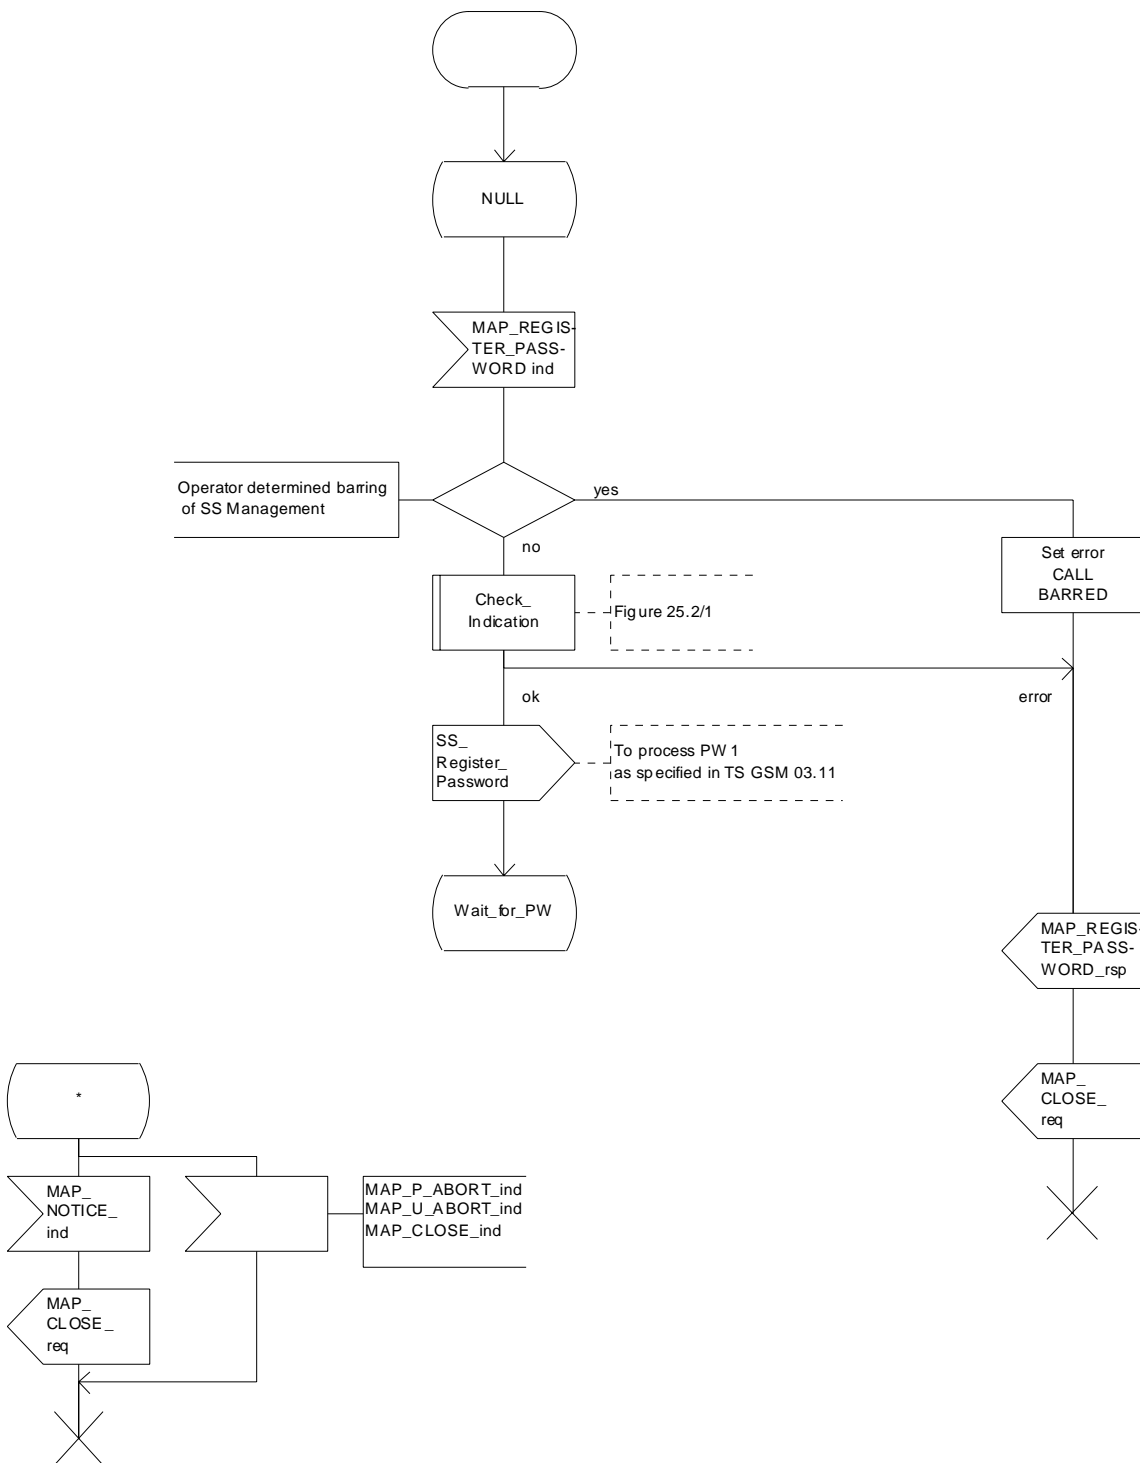 NULL
MAP_REGIS-
TER_PASS-
WORD ind
Operator determined barring
of SS Management
yes
no
Set error
CALL
BARRED
Check_
Indication
Figure 25.2/1
ok
error
SS_
Register_
Password
To process PW1
as specified in TS GSM 03.11
Wait_for_PW
MAP_REGIS-
TER_PASS-
WORD_rsp
MAP_
CLOSE_
req
*
MAP_
NOTICE_
ind
MAP_P_ABORT_ind
MAP_U_ABORT_ind
MAP_CLOSE_ind
MAP_
CLOSE_
req